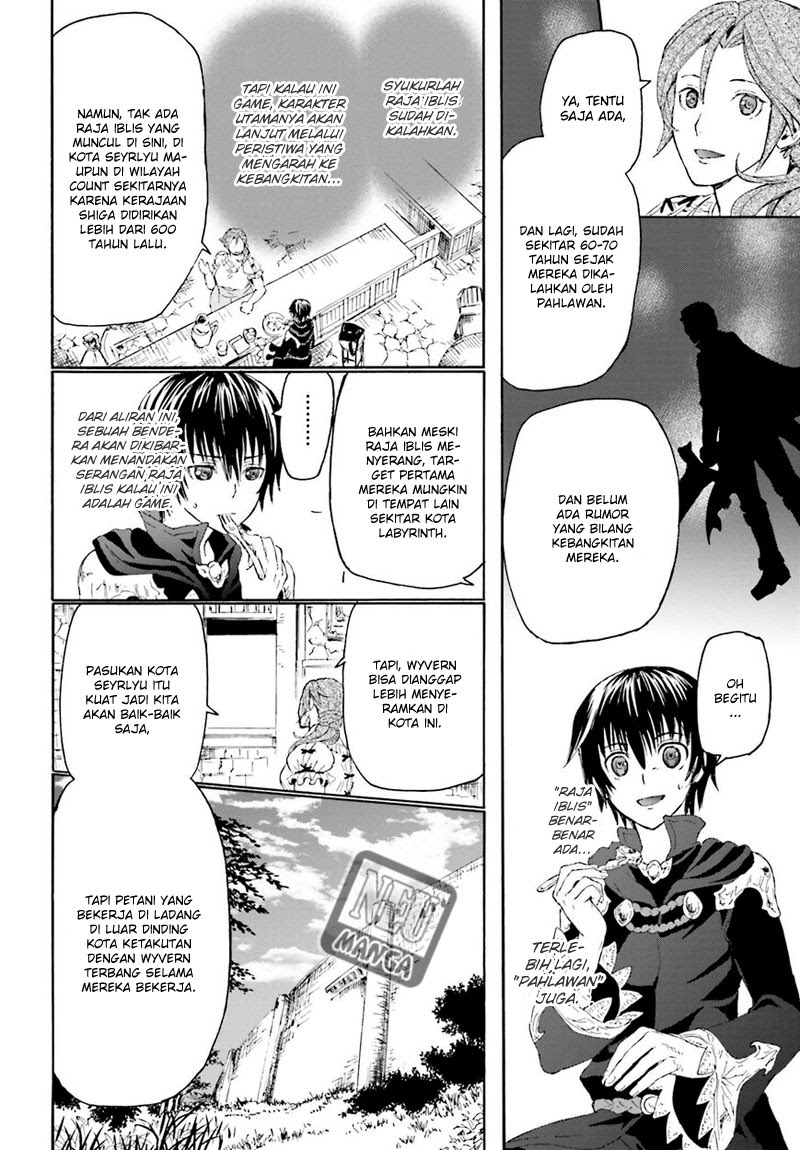 YA, TENTU
SAJA ADA,
DAN LAGI, SUDAH
SEKITAR 60-70
TAHUN SEJAK
MEREKA DIKA-
LAHKAN OLEH
PAHLAWAN.
DAN BELUM
ADA RUMOR
YANG BILANG
KEBANGKITAN
MEREKA.
OH
BEGITU
...
"RAJA
IBLIS"
BENAR-
BENAR
ADA...
TERLE-
BIH LAGI,
"PAHLAWAN"
JUGA.
SYUKURLAH
RAJA IBLIS
SUDAH DI-
KALAHKAN.
TAPI KALAU INI
GAME, KARAKTER
UTAMANYA AKAN
LANJUT MELALUI
PERISTIWA YANG
MENGARAH KE
KEBANGKITAN...
NAMUN, TAK ADA
RAJA IBLIS YANG
MUNCUL DI SINI, DI
KOTA SEYRLYU MA-
UPUN DI WILAYAH
COUNT SEKITARNYA
KARENA KERAJAAN
SHIGA DIDIRIKAN
LEBIH DARI 600
TAHUN LALU.
BAHKAN MESKI
RAJA IBLIS ME-
NYERANG, TAR-
GET PERTAMA
MEREKA MUNGKIN
DI TEMPAT LAIN
SEKITAR KOTA
LABYRINTH.
........
DARI ALIRAN INI,
SEBUAH BENDE-
RA AKAN DIKIBAR-
KAN MENANDAKAN
SERANGAN RAJA
IBLIS KALAU INI
ADALAH GAME.
TAPI, WYVERN
BISA DIANGGAP
LEBIH MENYE-
RAMKAN DI
KOTA INI.
PASUKAN KOTA
SEYRLYU ITU
KUAT JADI KITA
AKAN BAIK-BAIK
SAJA,
TAPI PETANI YANG
BEKERJA DI LADANG
DI LUAR DINDING
KOTA KETAKUTAN
DENGAN WYVERN
TERBANG SELAMA
MEREKA BEKERJA.
NEU
MANGA